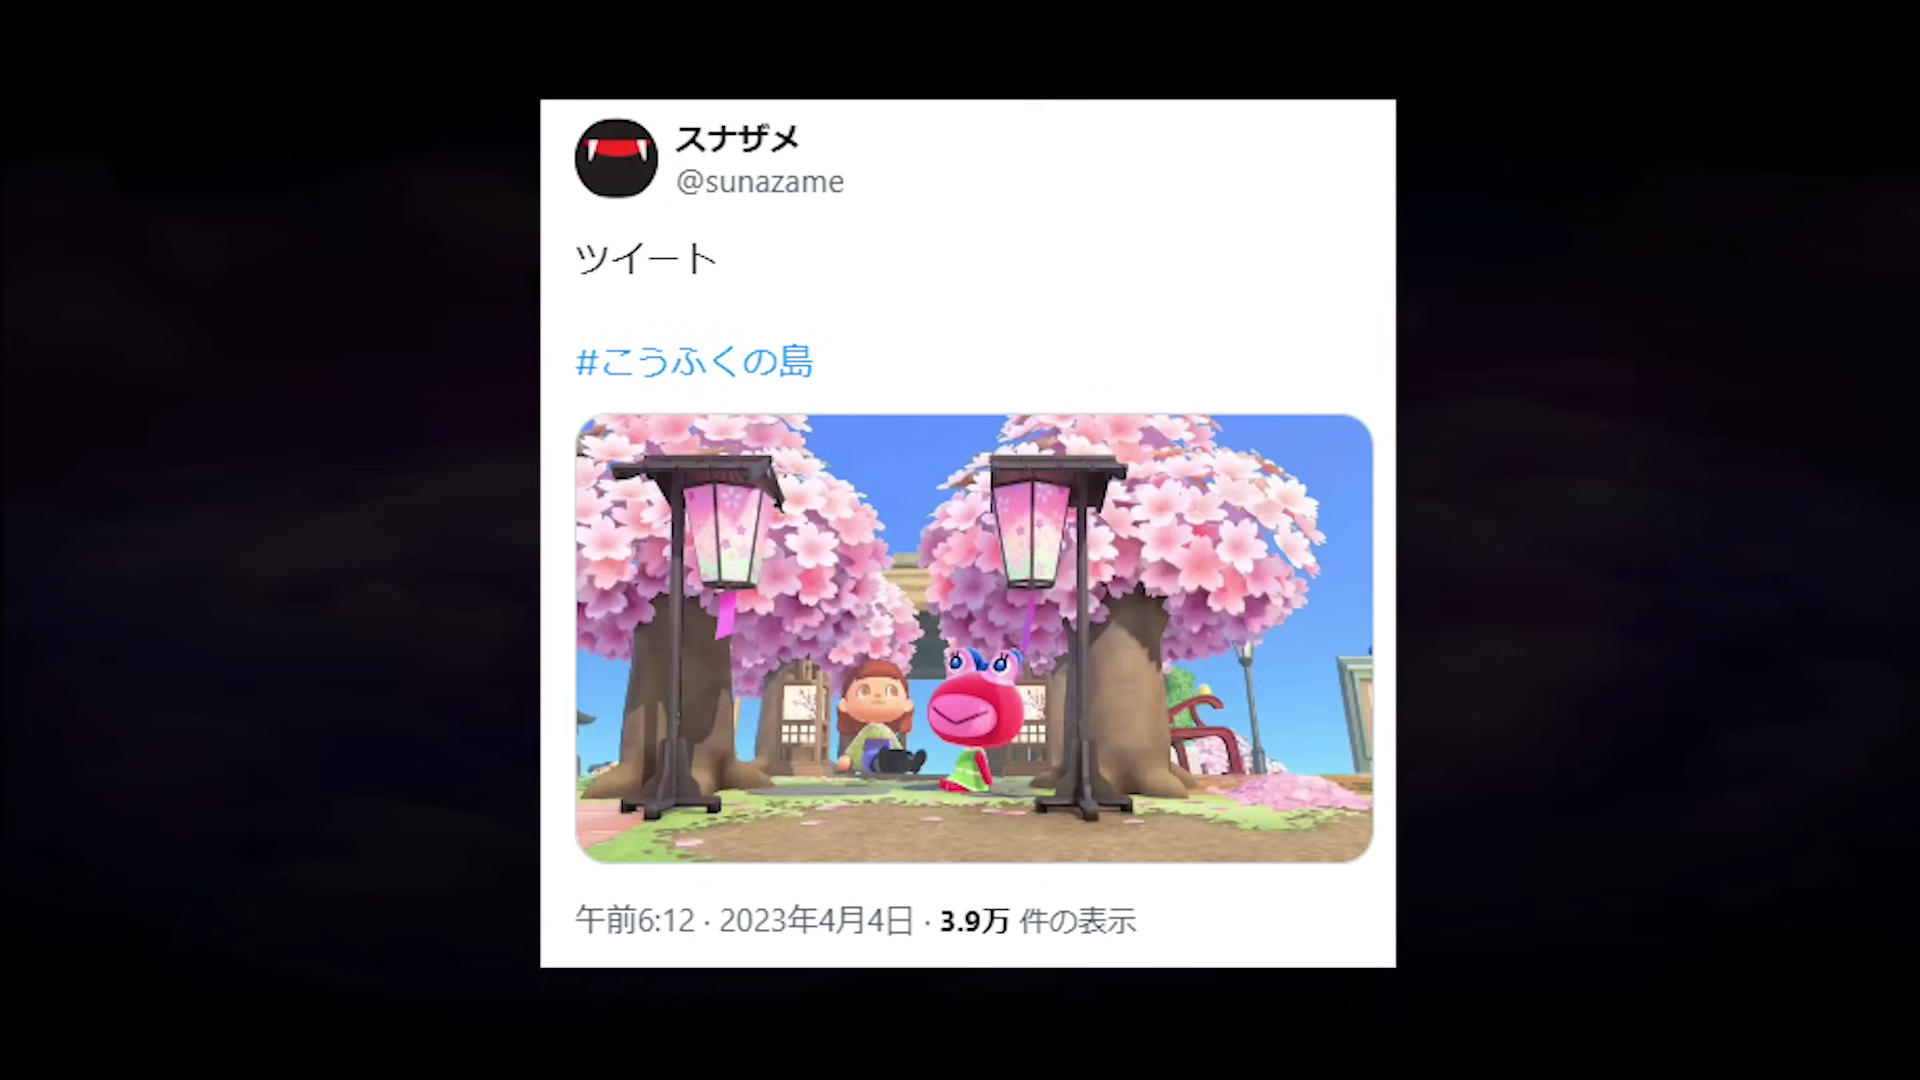 スナザメ
@sunazame
ツイート
#こうふくの島
午前6:12 · 2023年4月4日 · 3.9万 件の表示